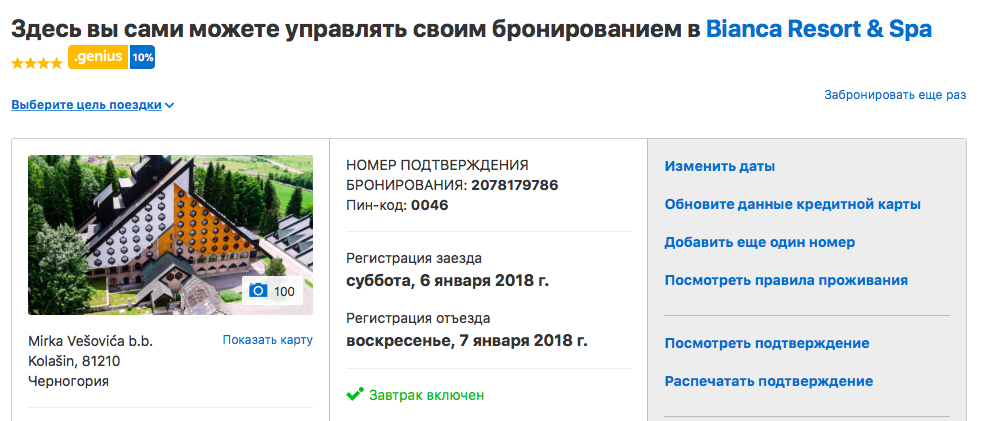 Здесь вы сами можете управлять своим бронированием в Bianca Resort & Spa
.genius 10%
Выберите цель поездки
Забронировать еще раз
100
Mirka Vešovića b.b.
Показать карту
Kolašin, 81210
Черногория
НОМЕР ПОДТВЕРЖДЕНИЯ
БРОНИРОВАНИЯ: 2078179786
Пин-код: 0046
Регистрация заезда
суббота, 6 января 2018 г.
Регистрация отъезда
воскресенье, 7 января 2018 г.
Завтрак включен
Изменить даты
Обновите данные кредитной карты
Добавить еще один номер
Посмотреть правила проживания
Посмотреть подтверждение
Распечатать подтверждение